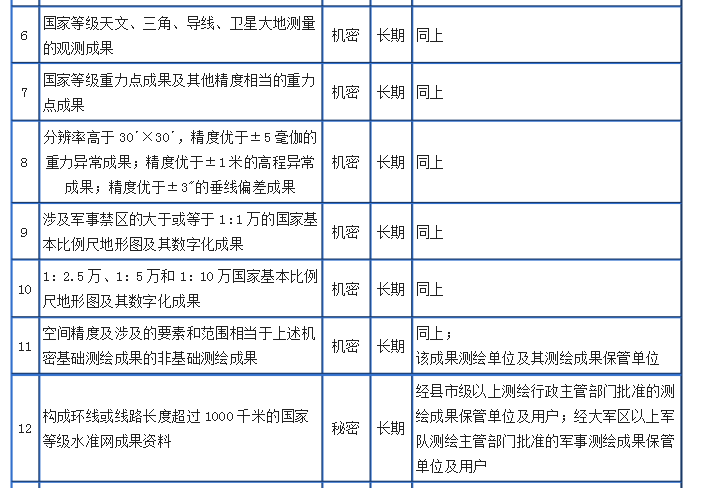 6
国家等级天文、三角、导线、卫星大地测量
的观测成果
机密
长期
同上
7
国家等级重力点成果及其他精度相当的重力
点成果
机密
长期
同上
8
分辨率高于30′×30′，精度优于±5毫伽的
重力异常成果；精度优于±1米的高程异常
成果；精度优于±3″的垂线偏差成果
机密
长期
同上
9
涉及军事禁区的大于或等于1:1万的国家基
本比例尺地形图及其数字化成果
机密
长期
同上
10
1: 2.5万、1: 5万和1: 10万国家基本比例
尺地形图及其数字化成果
机密
长期
同上
11
空间精度及涉及的要素和范围相当于上述机
密基础测绘成果的非基础测绘成果
机密
长期
同上；
该成果测绘单位及其测绘成果保管单位
12
构成环线或线路长度超过1000千米的国家
等级水准网成果资料
秘密
长期
经县市级以上测绘行政主管部门批准的测
绘成果保管单位及用户；经大军区以上军
队测绘主管部门批准的军事测绘成果保管
单位及用户